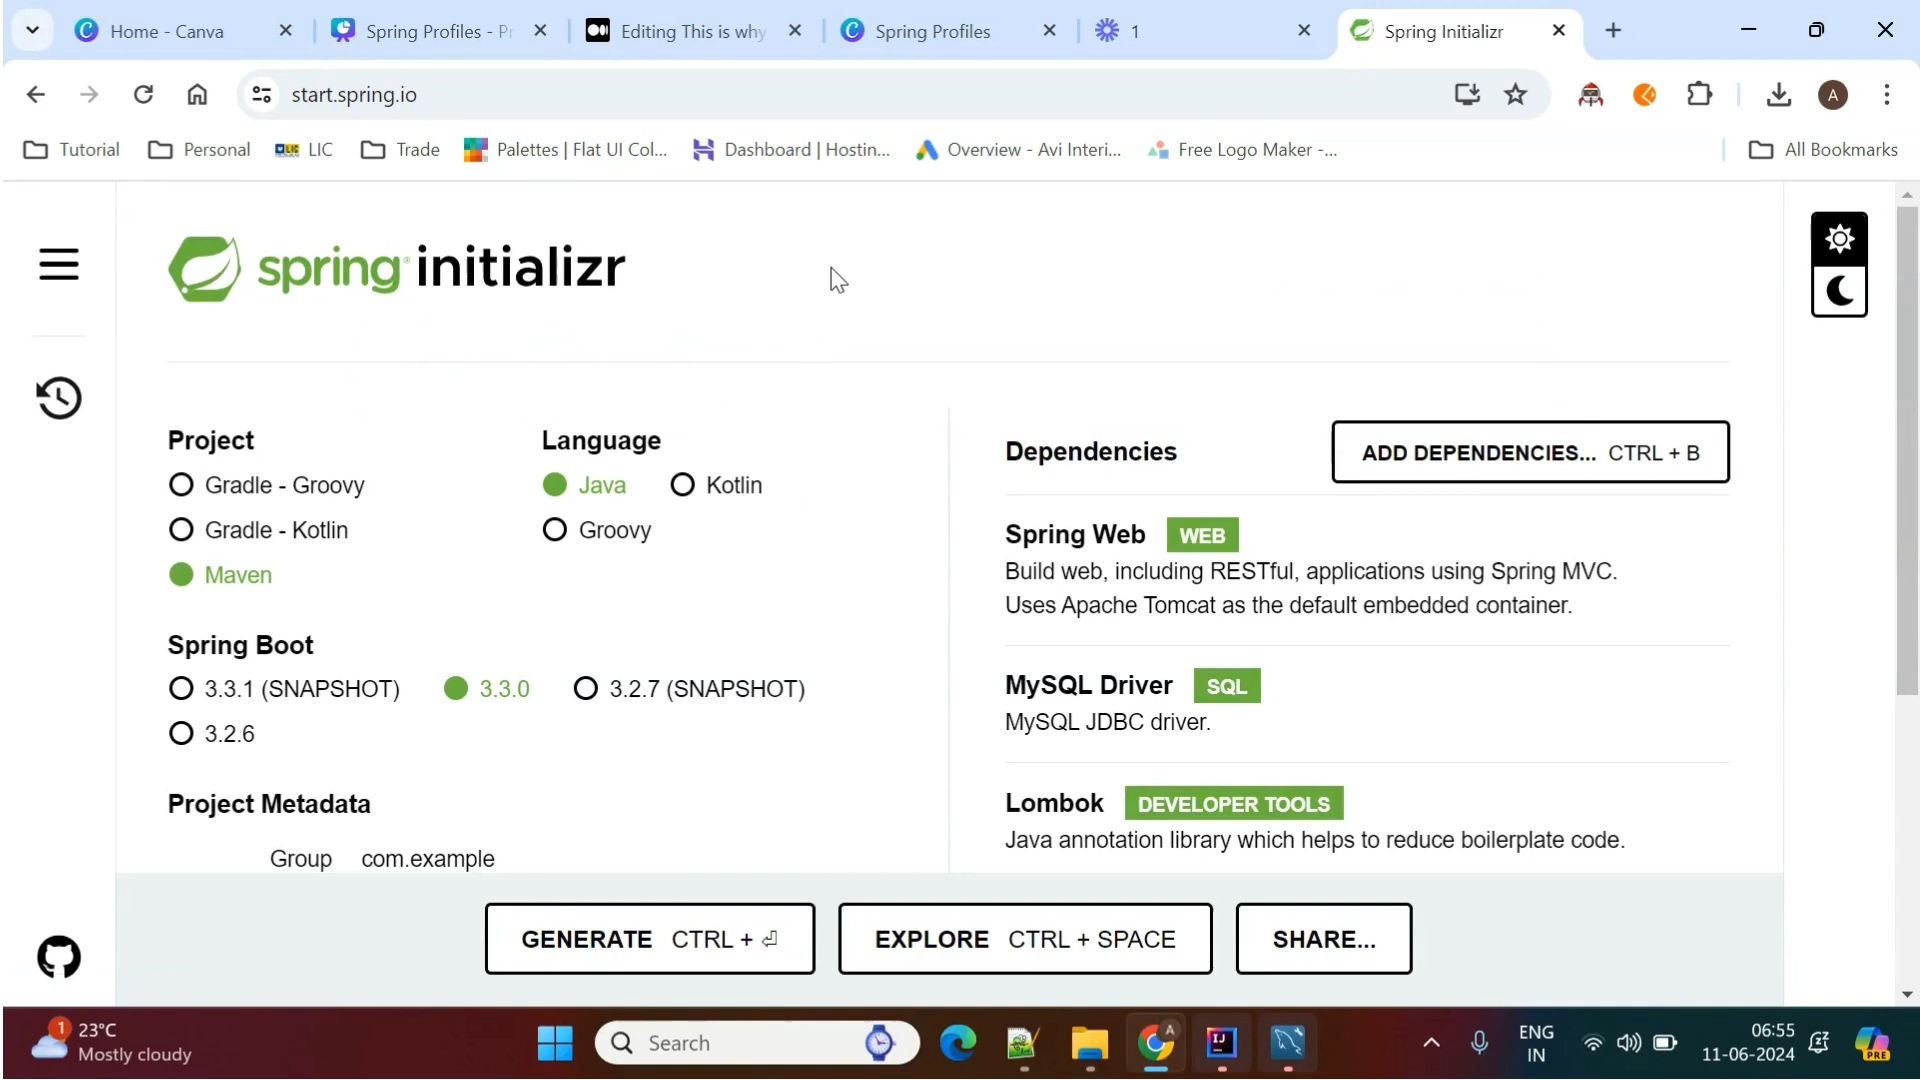 Home - Canva
Spring Profiles - Pr
Editing This is why
Spring Profiles
1
Spring Initializr
start.spring.io
A
Tutorial
Personal
LIC
Trade
Palettes | Flat UI Col...
Dashboard | Hostin...
Overview - Avi Interi...
Free Logo Maker -...
All Bookmarks
spring initializr
Project
Gradle - Groovy
Gradle - Kotlin
Maven
Language
Java
Kotlin
Groovy
Spring Boot
3.3.1 (SNAPSHOT)
3.3.0
3.2.7 (SNAPSHOT)
3.2.6
Project Metadata
Group com.example
Dependencies
ADD DEPENDENCIES... CTRL + B
Spring Web WEB
Build web, including RESTful, applications using Spring MVC.
Uses Apache Tomcat as the default embedded container.
MySQL Driver SQL
MySQL JDBC driver.
Lombok DEVELOPER TOOLS
Java annotation library which helps to reduce boilerplate code.
GENERATE CTRL + ⏎
EXPLORE CTRL + SPACE
SHARE...
1
23°C
Mostly cloudy
Search
A
IJ
ENG
IN
06:55
11-06-2024
PRE